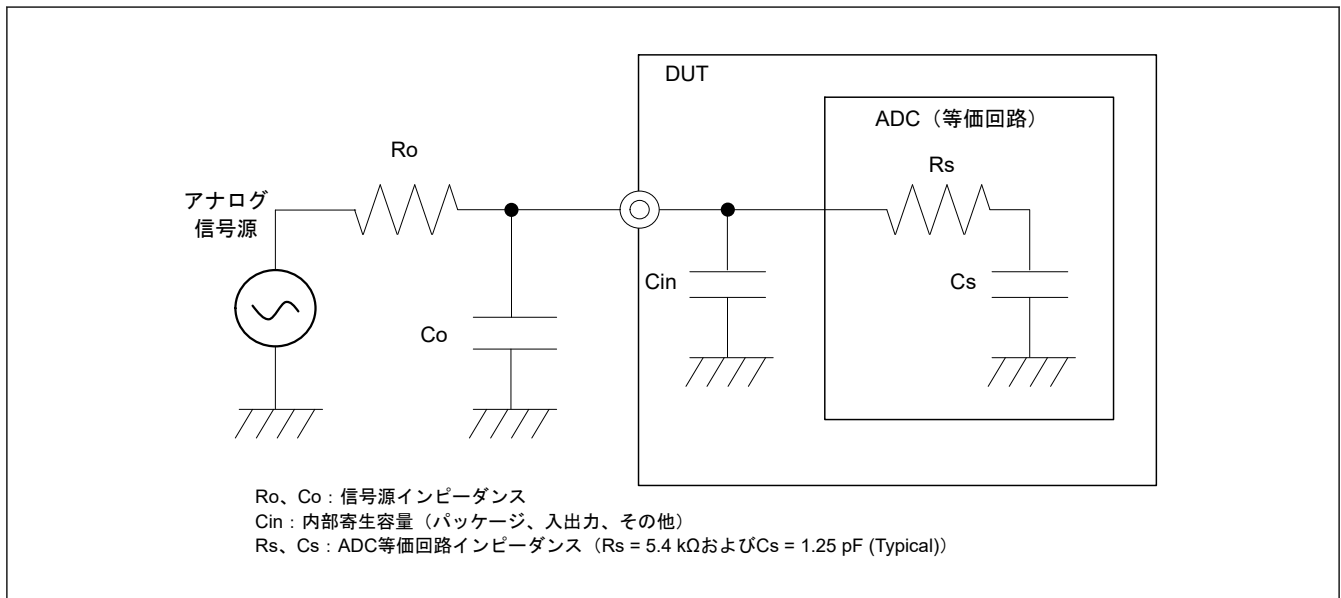 DUT
ADC（等価回路）
Ro
Rs
アナログ
信号源
Cin
Cs
Co
Ro、Co：信号源インピーダンス
Cin：内部寄生容量（パッケージ、入出力、その他）
Rs、Cs：ADC等価回路インピーダンス（Rs = 5.4 kΩおよびCs = 1.25 pF (Typical)）